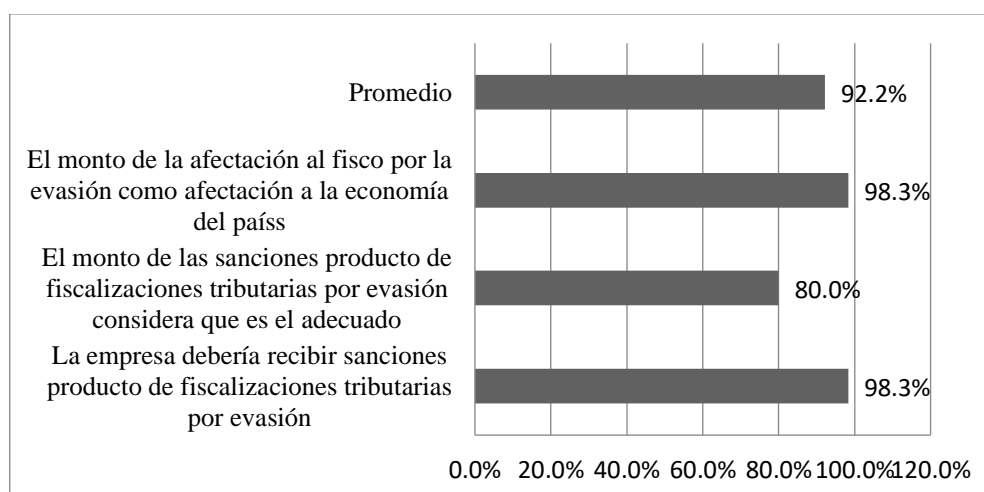 Promedio
92.2%
El monto de la afectación al fisco por la
evasión como afectación a la economía
del paíss
98.3%
El monto de las sanciones producto de
fiscalizaciones tributarias por evasión
considera que es el adecuado
80.0%
La empresa debería recibir sanciones
producto de fiscalizaciones tributarias
por evasión
98.3%
0.0% 20.0% 40.0% 60.0% 80.0% 100.0% 120.0%